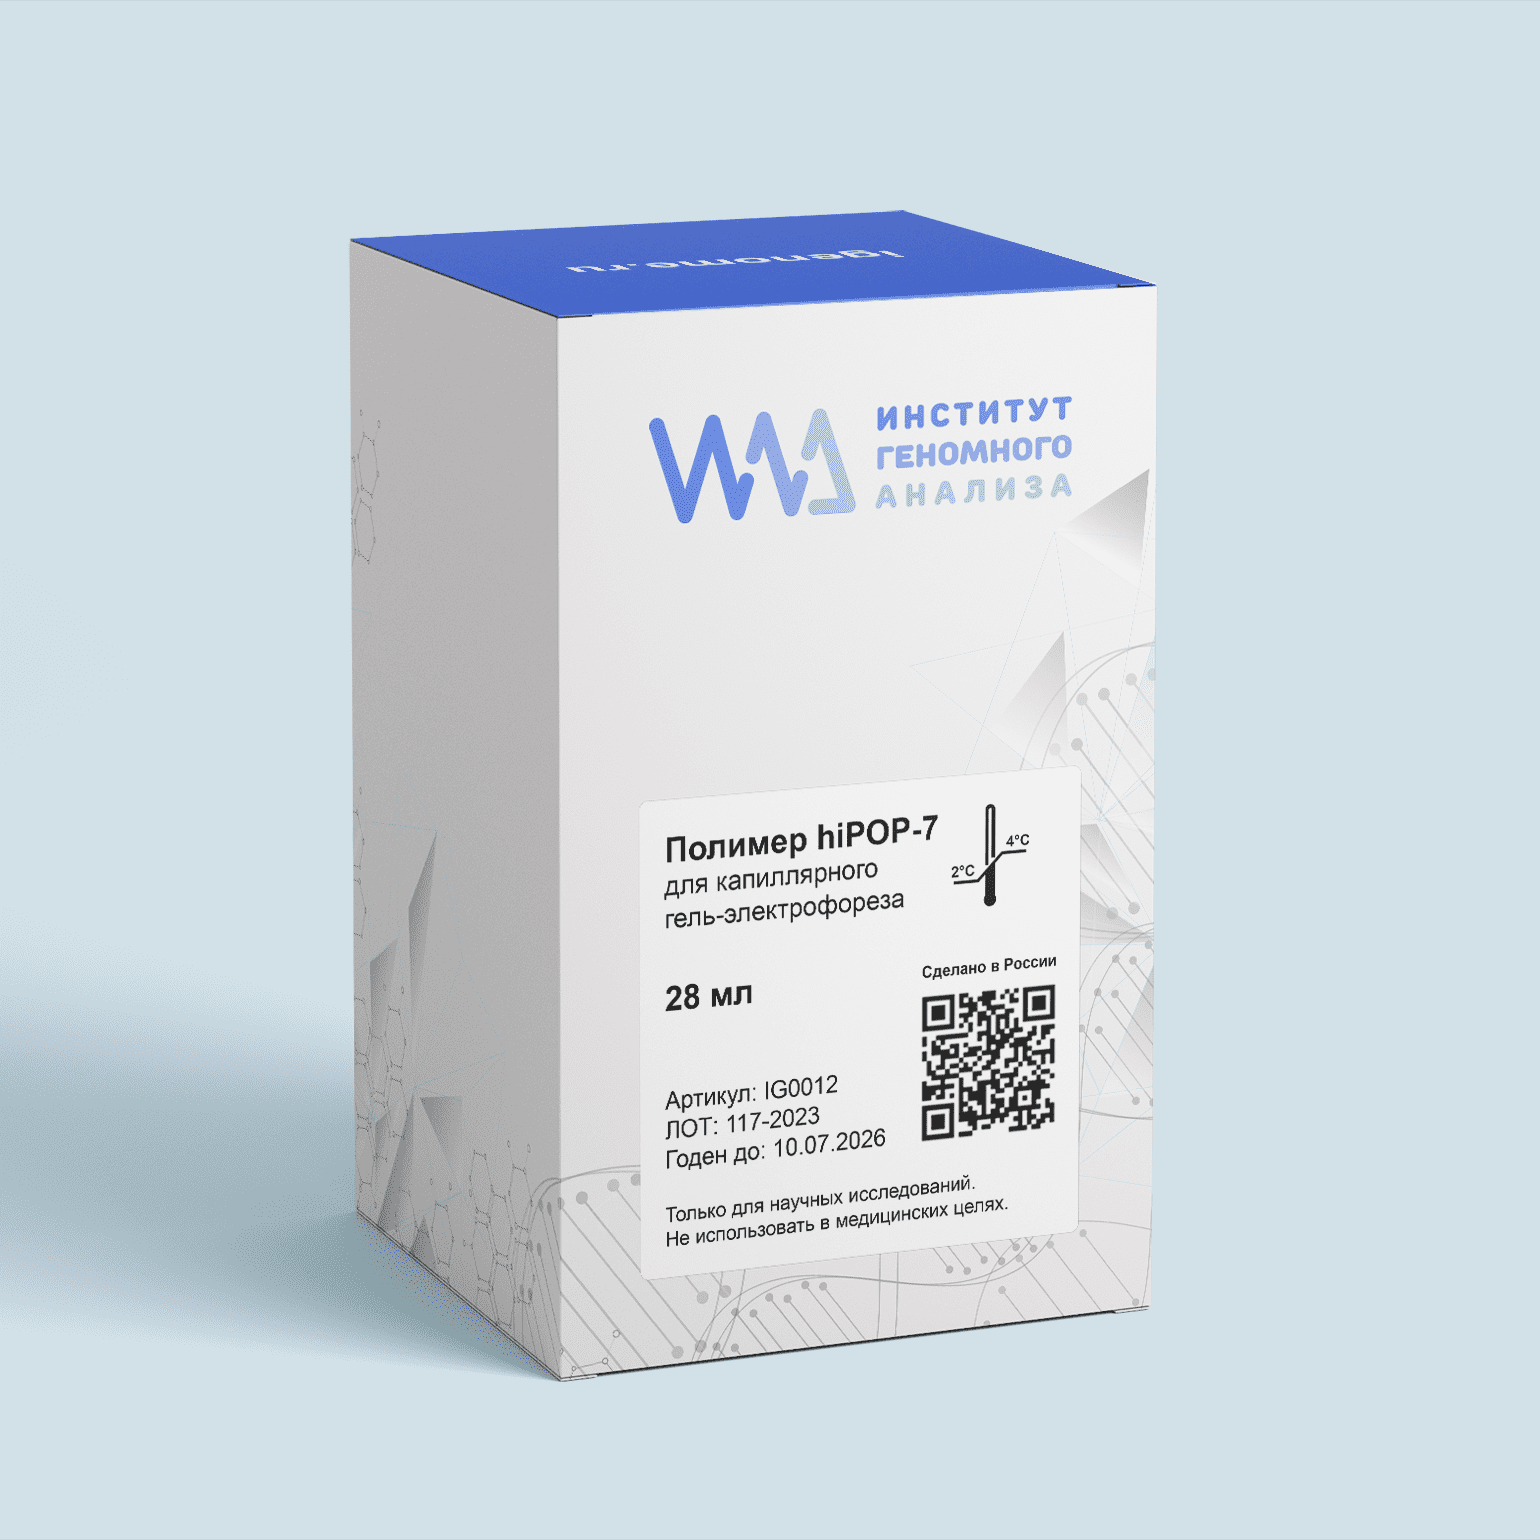 igenome.ru
ИГА
ИНСТИТУТ
ГЕНОМНОГО
АНАЛИЗА
Полимер hiPOP-7
для капиллярного
гель-электрофореза
4°C
2°C
28 мл
Сделано в России
Артикул: IG0012
ЛОТ: 117-2023
Годен до: 10.07.2026
Только для научных исследований.
Не использовать в медицинских целях.